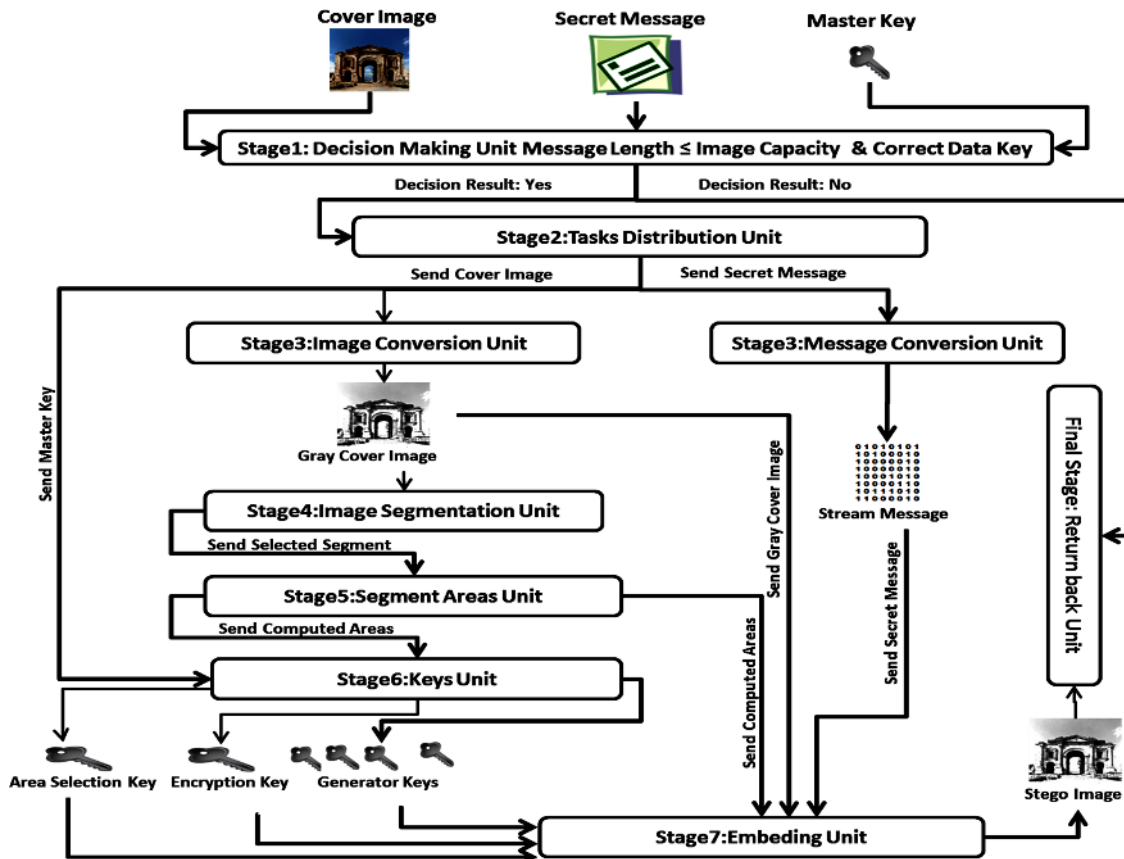 Cover Image
Secret Message
Master Key
Stage1: Decision Making Unit Message Length ≤ Image Capacity & Correct Data Key
Decision Result: Yes
Decision Result: No
Stage2:Tasks Distribution Unit
Send Cover Image
Send Secret Message
Stage3:Image Conversion Unit
Stage3:Message Conversion Unit
Send Master Key
Gray Cover Image
Send Gray Cover Image
Stream Message
Final Stage: Return back Unit
Stage4:Image Segmentation Unit
Send Selected Segment
Stage5:Segment Areas Unit
Send Computed Areas
Send Computed Areas
Send Secret Message
Stage6:Keys Unit
Area Selection Key
Encryption Key
Generator Keys
Stego Image
Stage7:Embeding Unit